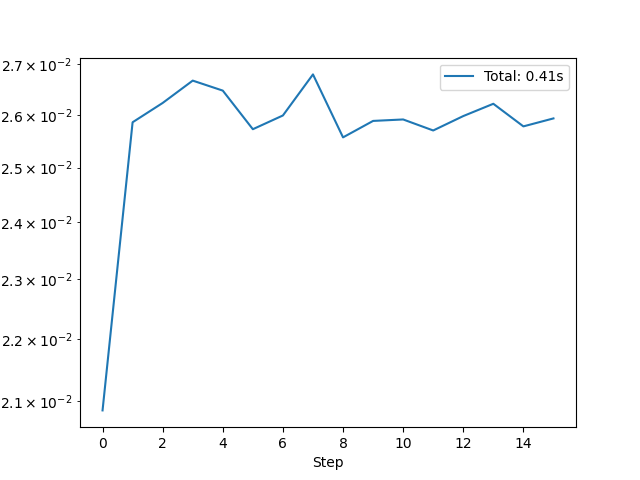 Total: 0.41s
2.7 × 10⁻²
2.6 × 10⁻²
2.5 × 10⁻²
2.4 × 10⁻²
2.3 × 10⁻²
2.2 × 10⁻²
2.1 × 10⁻²
0 2 4 6 8 10 12 14
Step